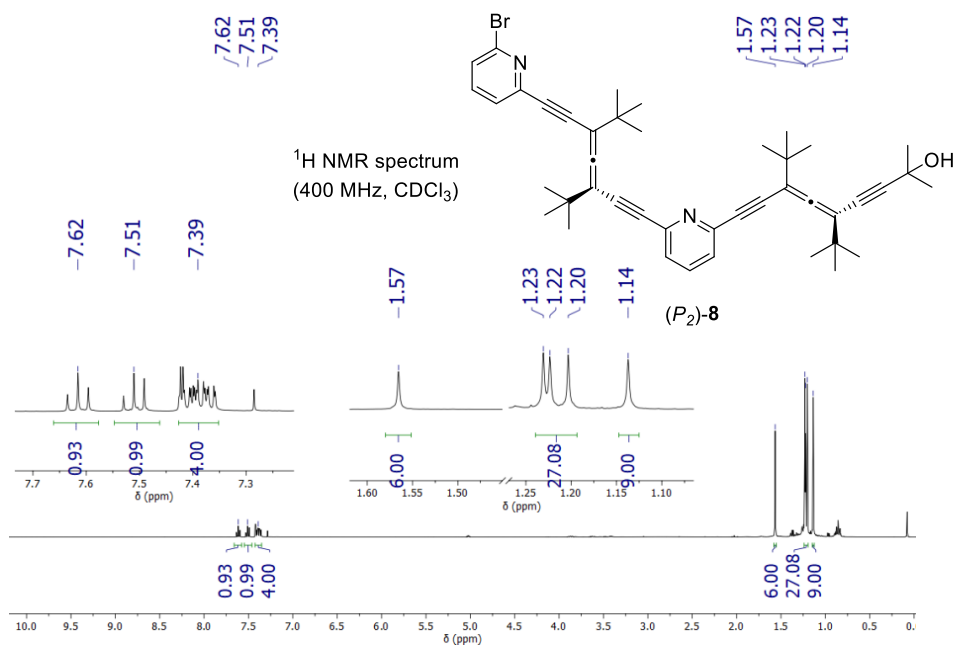 7.62
7.51
7.39
Br
N
1.57
1.23
1.22
1.20
1.14
¹H NMR spectrum
(400 MHz, CDCl₃)
OH
N
(P₂)-8
7.62
7.51
7.39
1.57
1.23
1.22
1.20
1.14
0.93
0.99
4.00
6.00
27.08
9.00
7.7 7.6 7.5 7.4 7.3
δ (ppm)
1.60 1.50 1.25 1.20 1.15 1.10
δ (ppm)
0.93
0.99
4.00
6.00
27.08
9.00
10.0 9.5 9.0 8.5 8.0 7.5 7.0 6.5 6.0 5.5 5.0 4.5 4.0 3.5 3.0 2.5 2.0 1.5 1.0 0.
δ (ppm)